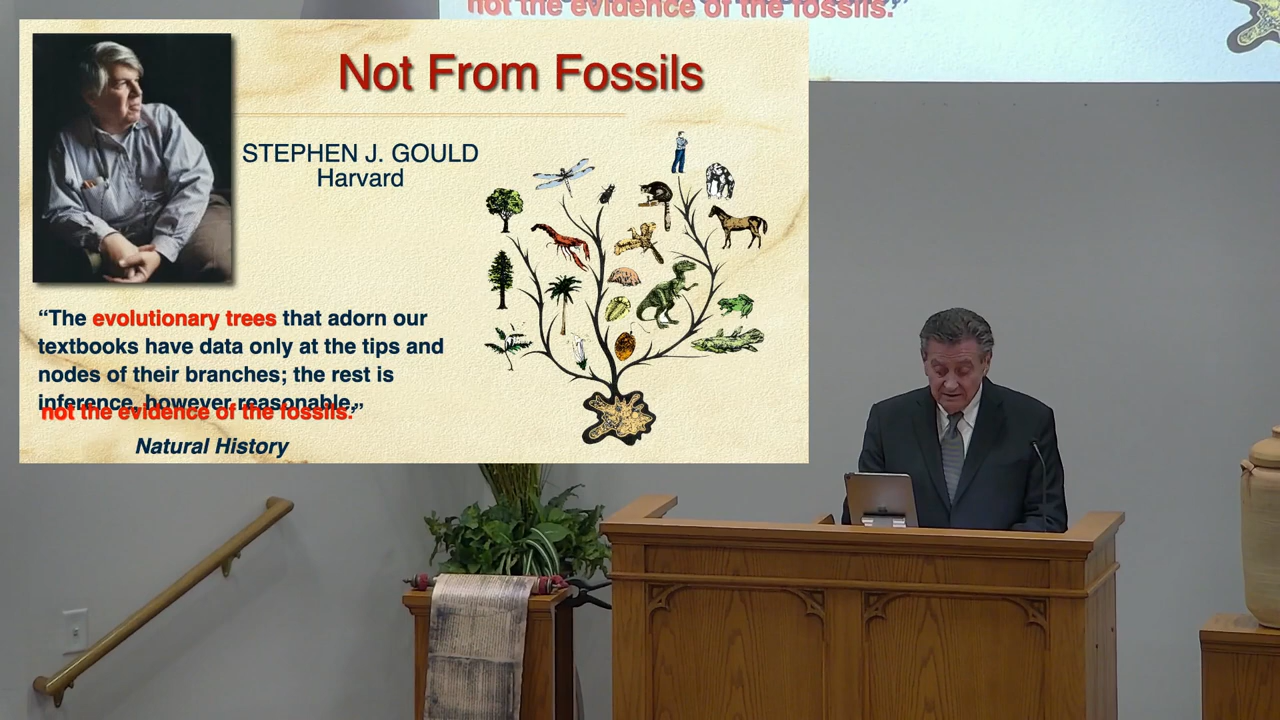 not the evidence of the fossils.”
Not From Fossils
STEPHEN J. GOULD
Harvard
“The evolutionary trees that adorn our
textbooks have data only at the tips and
nodes of their branches; the rest is
inference, however reasonable,
not the evidence of the fossils.”
Natural History